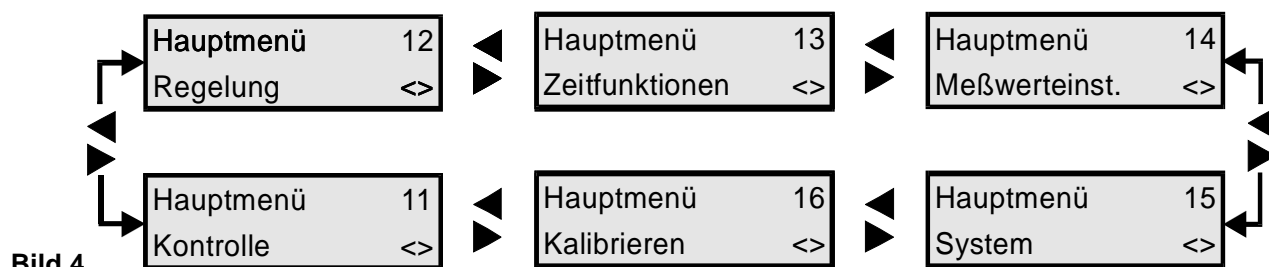 Hauptmenü 12
Regelung <>
Hauptmenü 13
Zeitfunktionen <>
Hauptmenü 14
Meßwerteinst. <>
Hauptmenü 11
Kontrolle <>
Hauptmenü 16
Kalibrieren <>
Hauptmenü 15
System <>
Bild 4